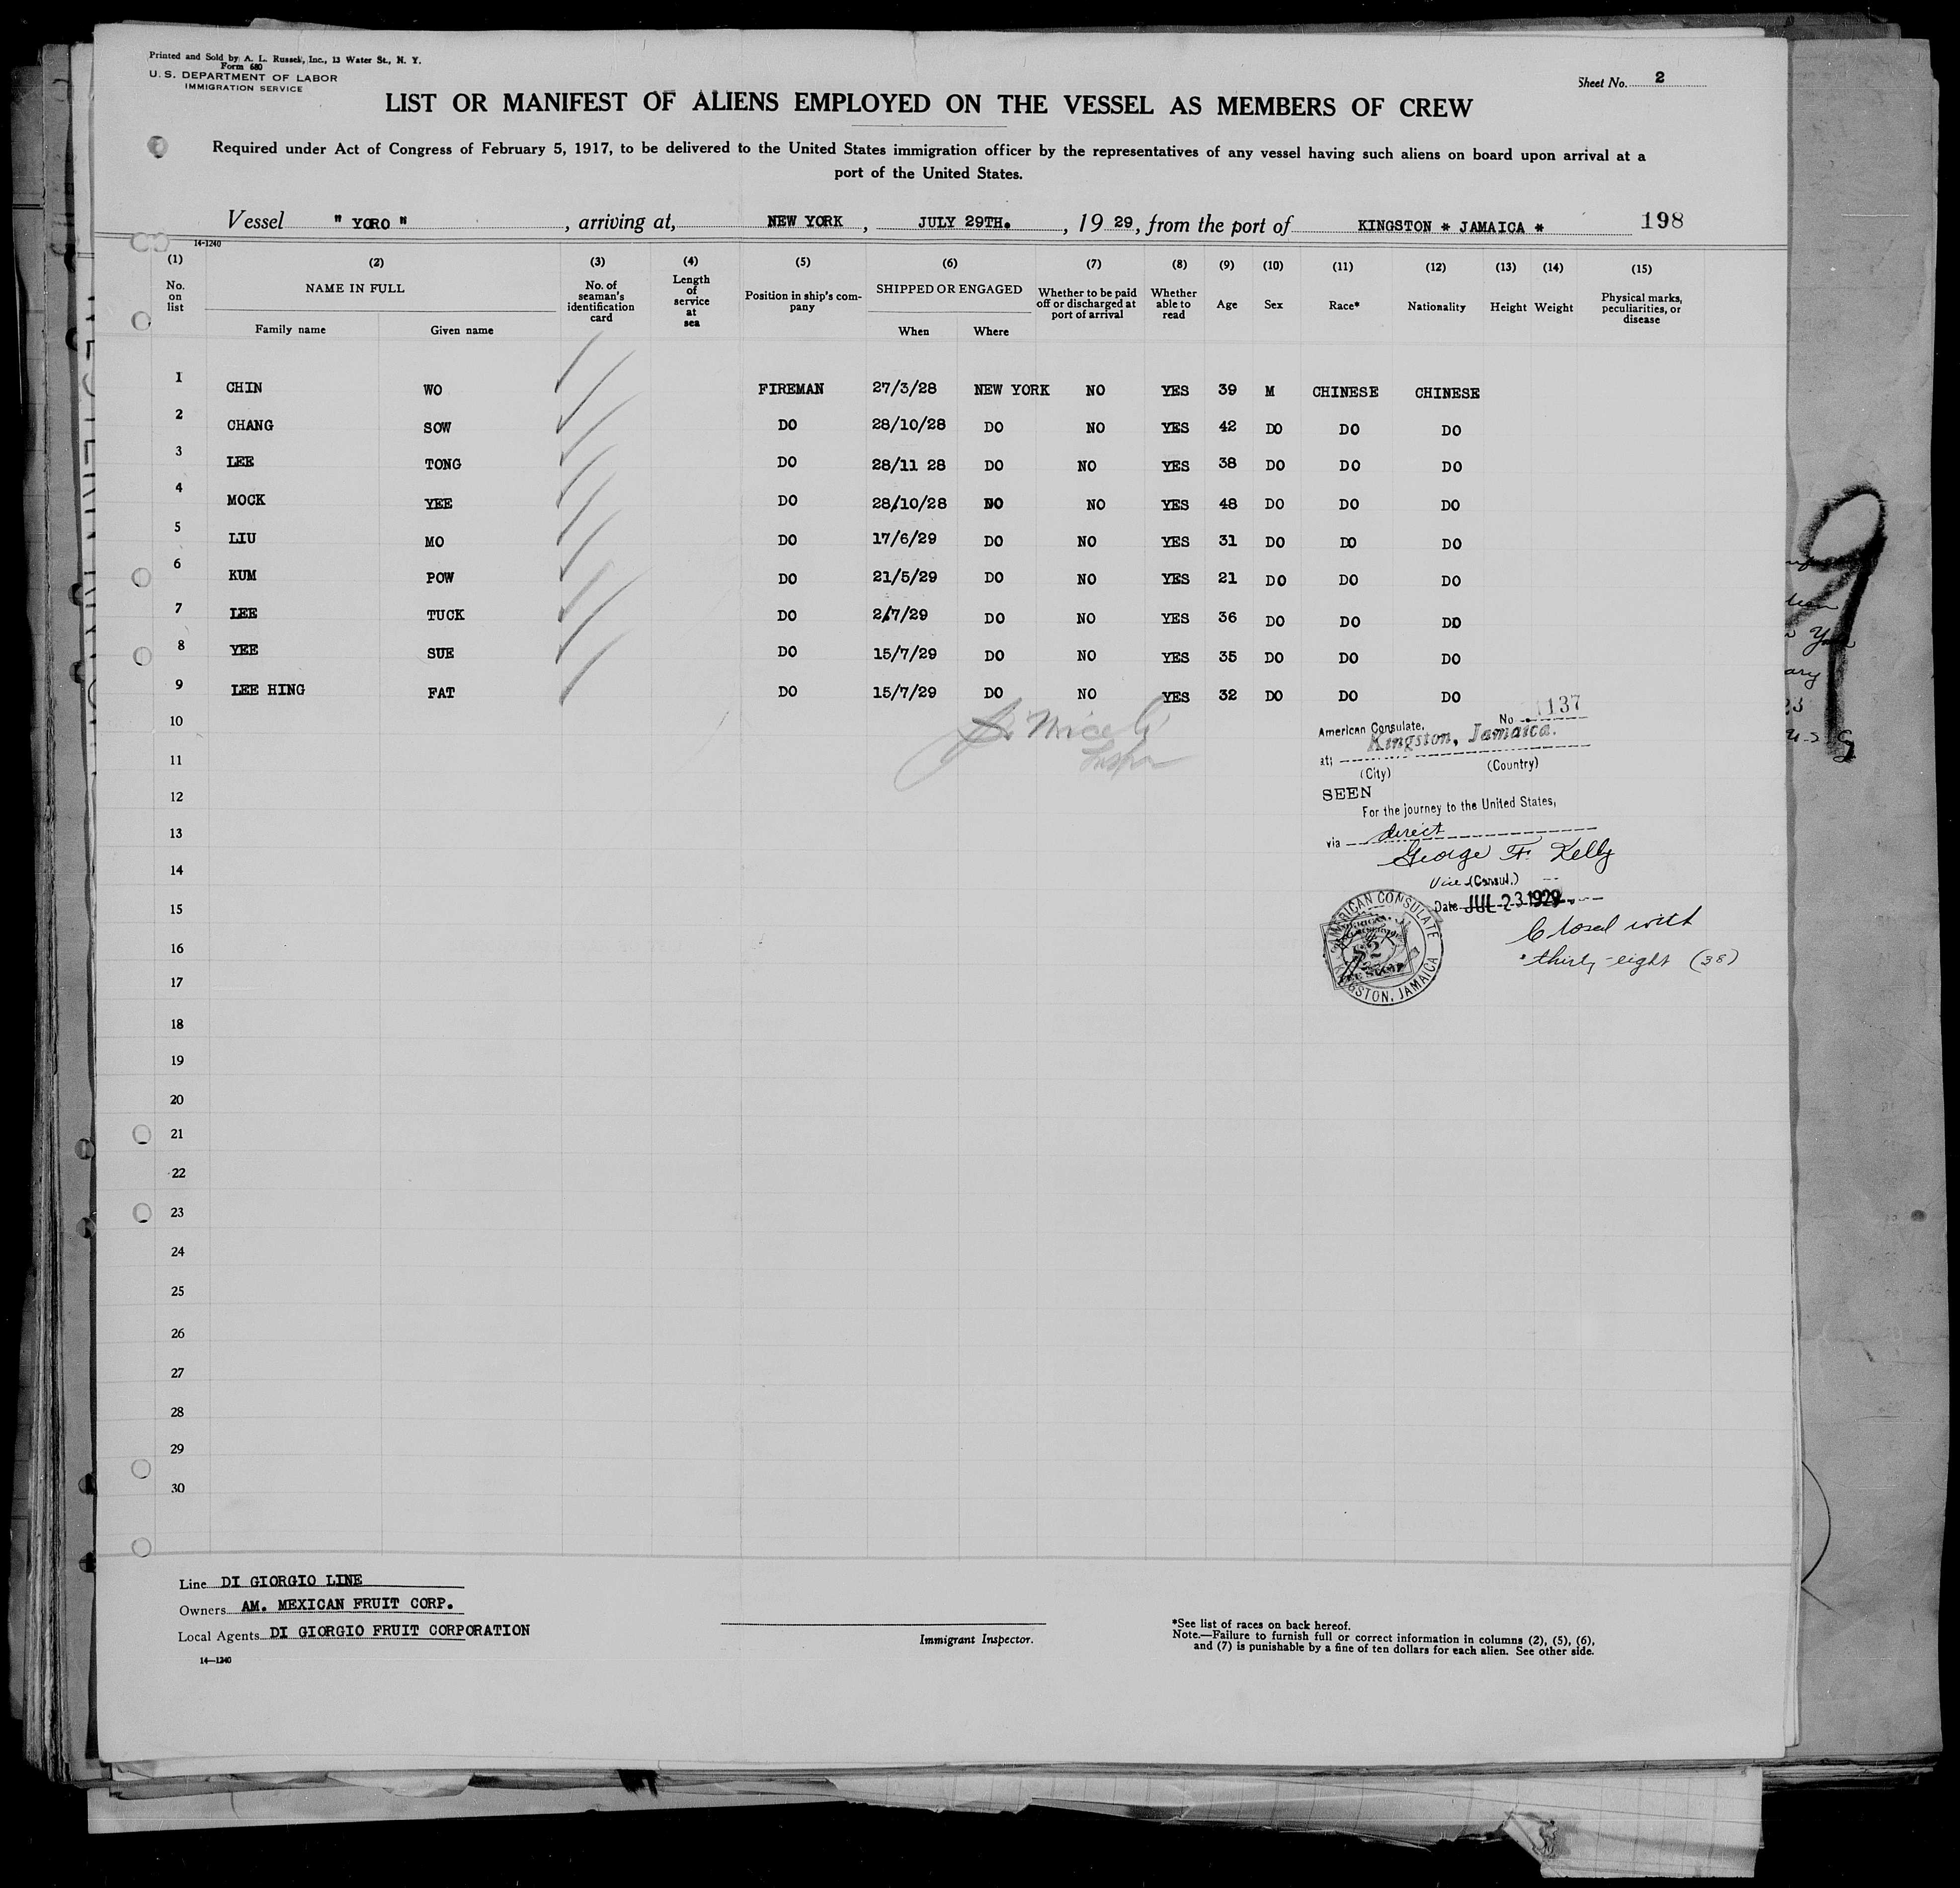 Printed and Sold by A. L. Russel, Inc., 13 Water St., N. Y.
Form 680
U. S. DEPARTMENT OF LABOR
IMMIGRATION SERVICE
Sheet No. 2
LIST OR MANIFEST OF ALIENS EMPLOYED ON THE VESSEL AS MEMBERS OF CREW
Required under Act of Congress of February 5, 1917, to be delivered to the United States immigration officer by the representatives of any vessel having such aliens on board upon arrival at a
port of the United States.
Vessel " YORO ", arriving at, NEW YORK, JULY 29TH., 19 29, from the port of KINGSTON * JAMAICA * 198
14-1240
(1) (2) (3) (4) (5) (6) (7) (8) (9) (10) (11) (12) (13) (14) (15)
No. on list NAME IN FULL No. of seaman's identification card Length of service at sea Position in ship's company SHIPPED OR ENGAGED Whether to be paid off or discharged at port of arrival Whether able to read Age Sex Race* Nationality Height Weight Physical marks, peculiarities, or disease
Family name Given name When Where
1 CHIN WO FIREMAN 27/3/28 NEW YORK NO YES 39 M CHINESE CHINESE
2 CHANG SOW DO 28/10/28 DO NO YES 42 DO DO DO
3 LEE TONG DO 28/11 28 DO NO YES 38 DO DO DO
4 MOCK YEE DO 28/10/28 DO NO YES 48 DO DO DO
5 LIU MO DO 17/6/29 DO NO YES 31 DO DO DO
6 KUM POW DO 21/5/29 DO NO YES 21 DO DO DO
7 LEE TUCK DO 2/7/29 DO NO YES 36 DO DO DO
8 YEE SUE DO 15/7/29 DO NO YES 35 DO DO DO
9 LEE HING FAT DO 15/7/29 DO NO YES 32 DO DO DO
10
11
12
13
14
15
16
17
18
19
20
21
22
23
24
25
26
27
28
29
30
No 1137
American Consulate,
at; Kingston, Jamaica.
(City) (Country)
SEEN
For the journey to the United States,
via direct
George F. Kelly
Vice (Consul.)
Date JUL 23 1929
AMERICAN CONSULATE
KINGSTON, JAMAICA
Closed with
thirty-eight (38)
Line DI GIORGIO LINE
Owners AM. MEXICAN FRUIT CORP.
Local Agents DI GIORGIO FRUIT CORPORATION
14—1240
Immigrant Inspector.
*See list of races on back hereof.
Note.—Failure to furnish full or correct information in columns (2), (5), (6),
and (7) is punishable by a fine of ten dollars for each alien. See other side.